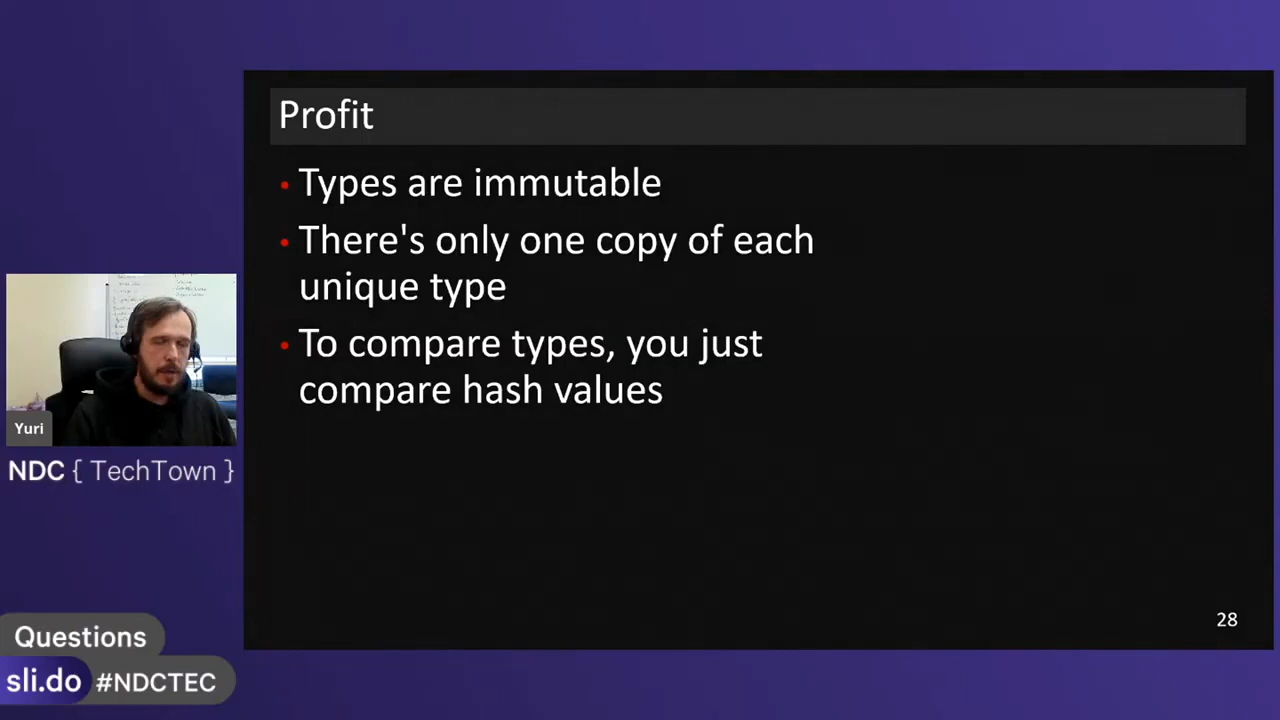 Profit
• Types are immutable
• There's only one copy of each
unique type
• To compare types, you just
compare hash values
28
Yuri
NDC { TechTown }
Questions
sli.do #NDCTEC